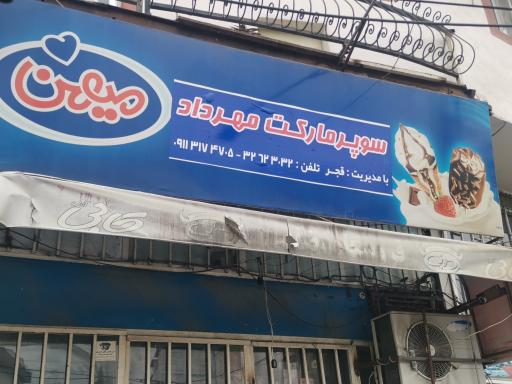 میهن
سوپرمارکت مهرداد
با مدیریت : فجر تلفن : ۳۲۶۲۳۰۳۲ - ۰۹۱۱ ۳۱۷ ۴۷۰۵